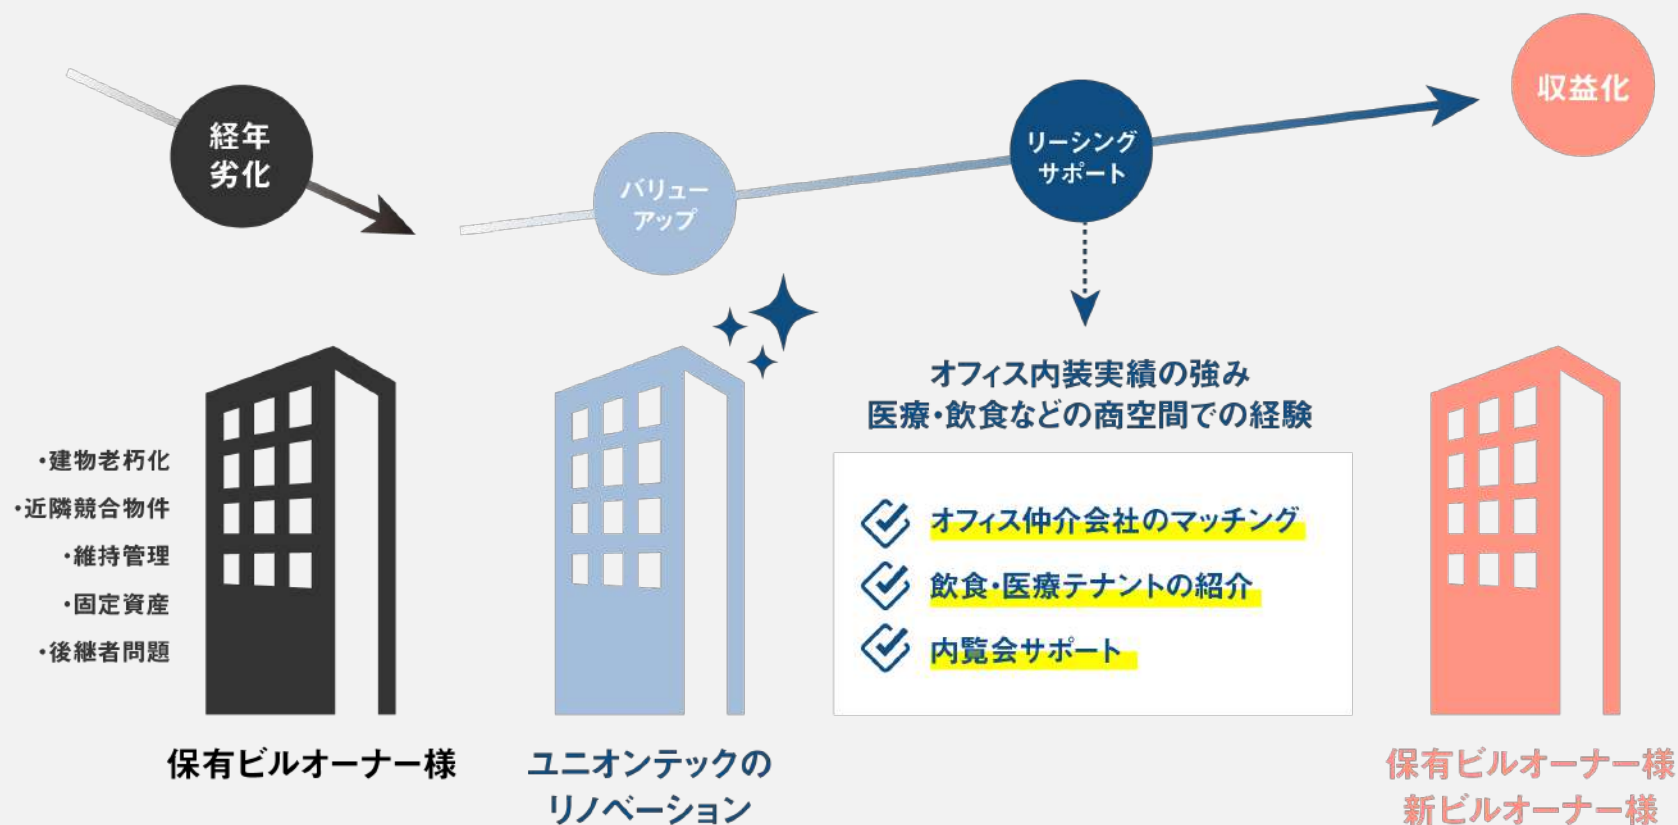 経年
劣化
バリュー
アップ
リーシング
サポート
収益化
・建物老朽化
・近隣競合物件
・維持管理
・固定資産
・後継者問題
保有ビルオーナー様
ユニオンテックの
リノベーション
オフィス内装実績の強み
医療・飲食などの商空間での経験
オフィス仲介会社のマッチング
飲食・医療テナントの紹介
内覧会サポート
保有ビルオーナー様
新ビルオーナー様